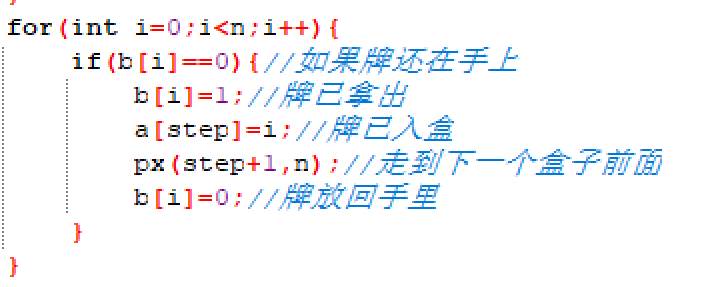 for(int i=0;i<n;i++){
if(b[i]==0){//如果牌还在手上
b[i]=1;//牌已拿出
a[step]=i;//牌已入盒
px(step+1,n);//走到下一个盒子前面
b[i]=0;//牌放回手里
}
}